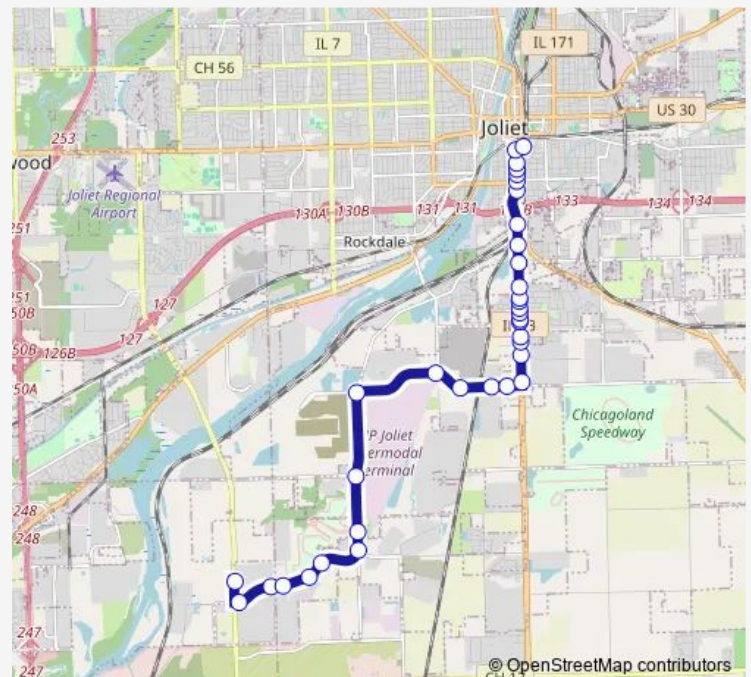 IL 7
IL 171
CH 56
US 30
253
Joliet
wood
Joliet Regional
Airport
130A
130B
131
131
133
134
134
251
Rockdale
127
251
50B
127
50B
126B
50A
Chicagoland
Speedway
IP Joliet
ermodal
erminal
248
248
247
247
© OpenStreetMap contributors